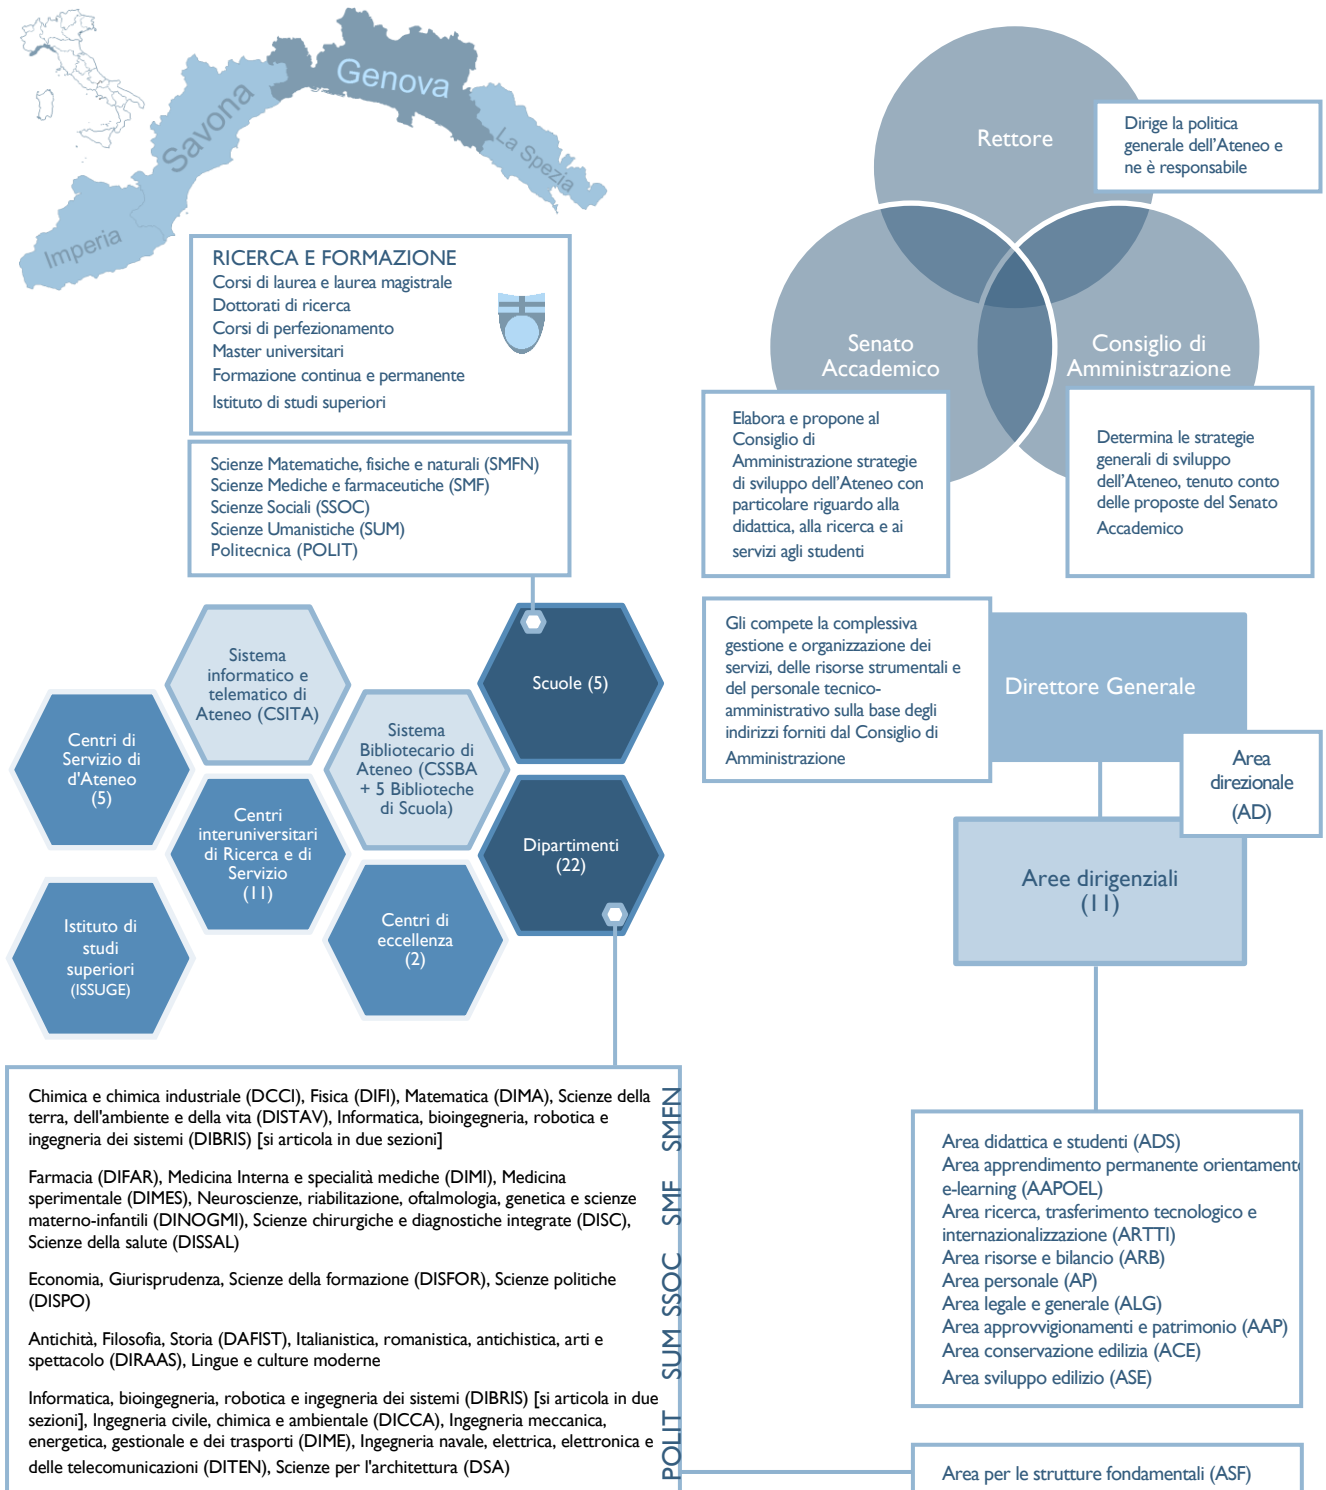 Genova
Savona
La Spezia
Imperia
RICERCA E FORMAZIONE
Corsi di laurea e laurea magistrale
Dottorati di ricerca
Corsi di perfezionamento
Master universitari
Formazione continua e permanente
Istituto di studi superiori
Scienze Matematiche, fisiche e naturali (SMFN)
Scienze Mediche e farmaceutiche (SMF)
Scienze Sociali (SSOC)
Scienze Umanistiche (SUM)
Politecnica (POLIT)
Sistema
informatico e
telematico di
Ateneo (CSITA)
Scuole (5)
Centri di
Servizio di
d'Ateneo
(5)
Sistema
Bibliotecario di
Ateneo (CSSBA
+ 5 Biblioteche
di Scuola)
Centri
interuniversitari
di Ricerca e di
Servizio
(11)
Dipartimenti
(22)
Istituto di
studi
superiori
(ISSUGE)
Centri di
eccellenza
(2)
Chimica e chimica industriale (DCCI), Fisica (DIFI), Matematica (DIMA), Scienze della
terra, dell'ambiente e della vita (DISTAV), Informatica, bioingegneria, robotica e
ingegneria dei sistemi (DIBRIS) [si articola in due sezioni]
Farmacia (DIFAR), Medicina Interna e specialità mediche (DIMI), Medicina
sperimentale (DIMES), Neuroscienze, riabilitazione, oftalmologia, genetica e scienze
materno-infantili (DINOGMI), Scienze chirurgiche e diagnostiche integrate (DISC),
Scienze della salute (DISSAL)
Economia, Giurisprudenza, Scienze della formazione (DISFOR), Scienze politiche
(DISPO)
Antichità, Filosofia, Storia (DAFIST), Italianistica, romanistica, antichistica, arti e
spettacolo (DIRAAS), Lingue e culture moderne
Informatica, bioingegneria, robotica e ingegneria dei sistemi (DIBRIS) [si articola in due
sezioni], Ingegneria civile, chimica e ambientale (DICCA), Ingegneria meccanica,
energetica, gestionale e dei trasporti (DIME), Ingegneria navale, elettrica, elettronica e
delle telecomunicazioni (DITEN), Scienze per l'architettura (DSA)
POLIT SUM SSOC SMF SMFN
Rettore
Dirige la politica
generale dell'Ateneo e
ne è responsabile
Senato
Accademico
Consiglio di
Amministrazione
Elabora e propone al
Consiglio di
Amministrazione strategie
di sviluppo dell'Ateneo con
particolare riguardo alla
didattica, alla ricerca e ai
servizi agli studenti
Determina le strategie
generali di sviluppo
dell'Ateneo, tenuto conto
delle proposte del Senato
Accademico
Gli compete la complessiva
gestione e organizzazione dei
servizi, delle risorse strumentali e
del personale tecnico-
amministrativo sulla base degli
indirizzi forniti dal Consiglio di
Amministrazione
Direttore Generale
Area
direzionale
(AD)
Aree dirigenziali
(11)
Area didattica e studenti (ADS)
Area apprendimento permanente orientamento
e-learning (AAPOEL)
Area ricerca, trasferimento tecnologico e
internazionalizzazione (ARTTI)
Area risorse e bilancio (ARB)
Area personale (AP)
Area legale e generale (ALG)
Area approvvigionamenti e patrimonio (AAP)
Area conservazione edilizia (ACE)
Area sviluppo edilizio (ASE)
Area per le strutture fondamentali (ASF)